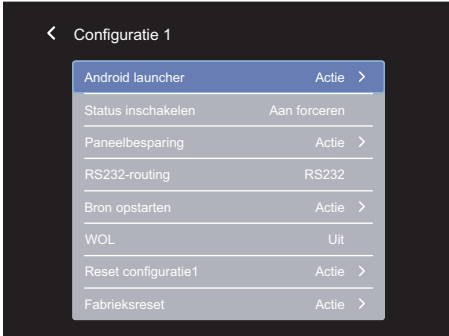 Configuratie 1
Android launcher Actie
Status inschakelen Aan forceren
Paneelbesparing Actie
RS232-routing RS232
Bron opstarten Actie
WOL Uit
Reset configuratie1 Actie
Fabrieksreset Actie